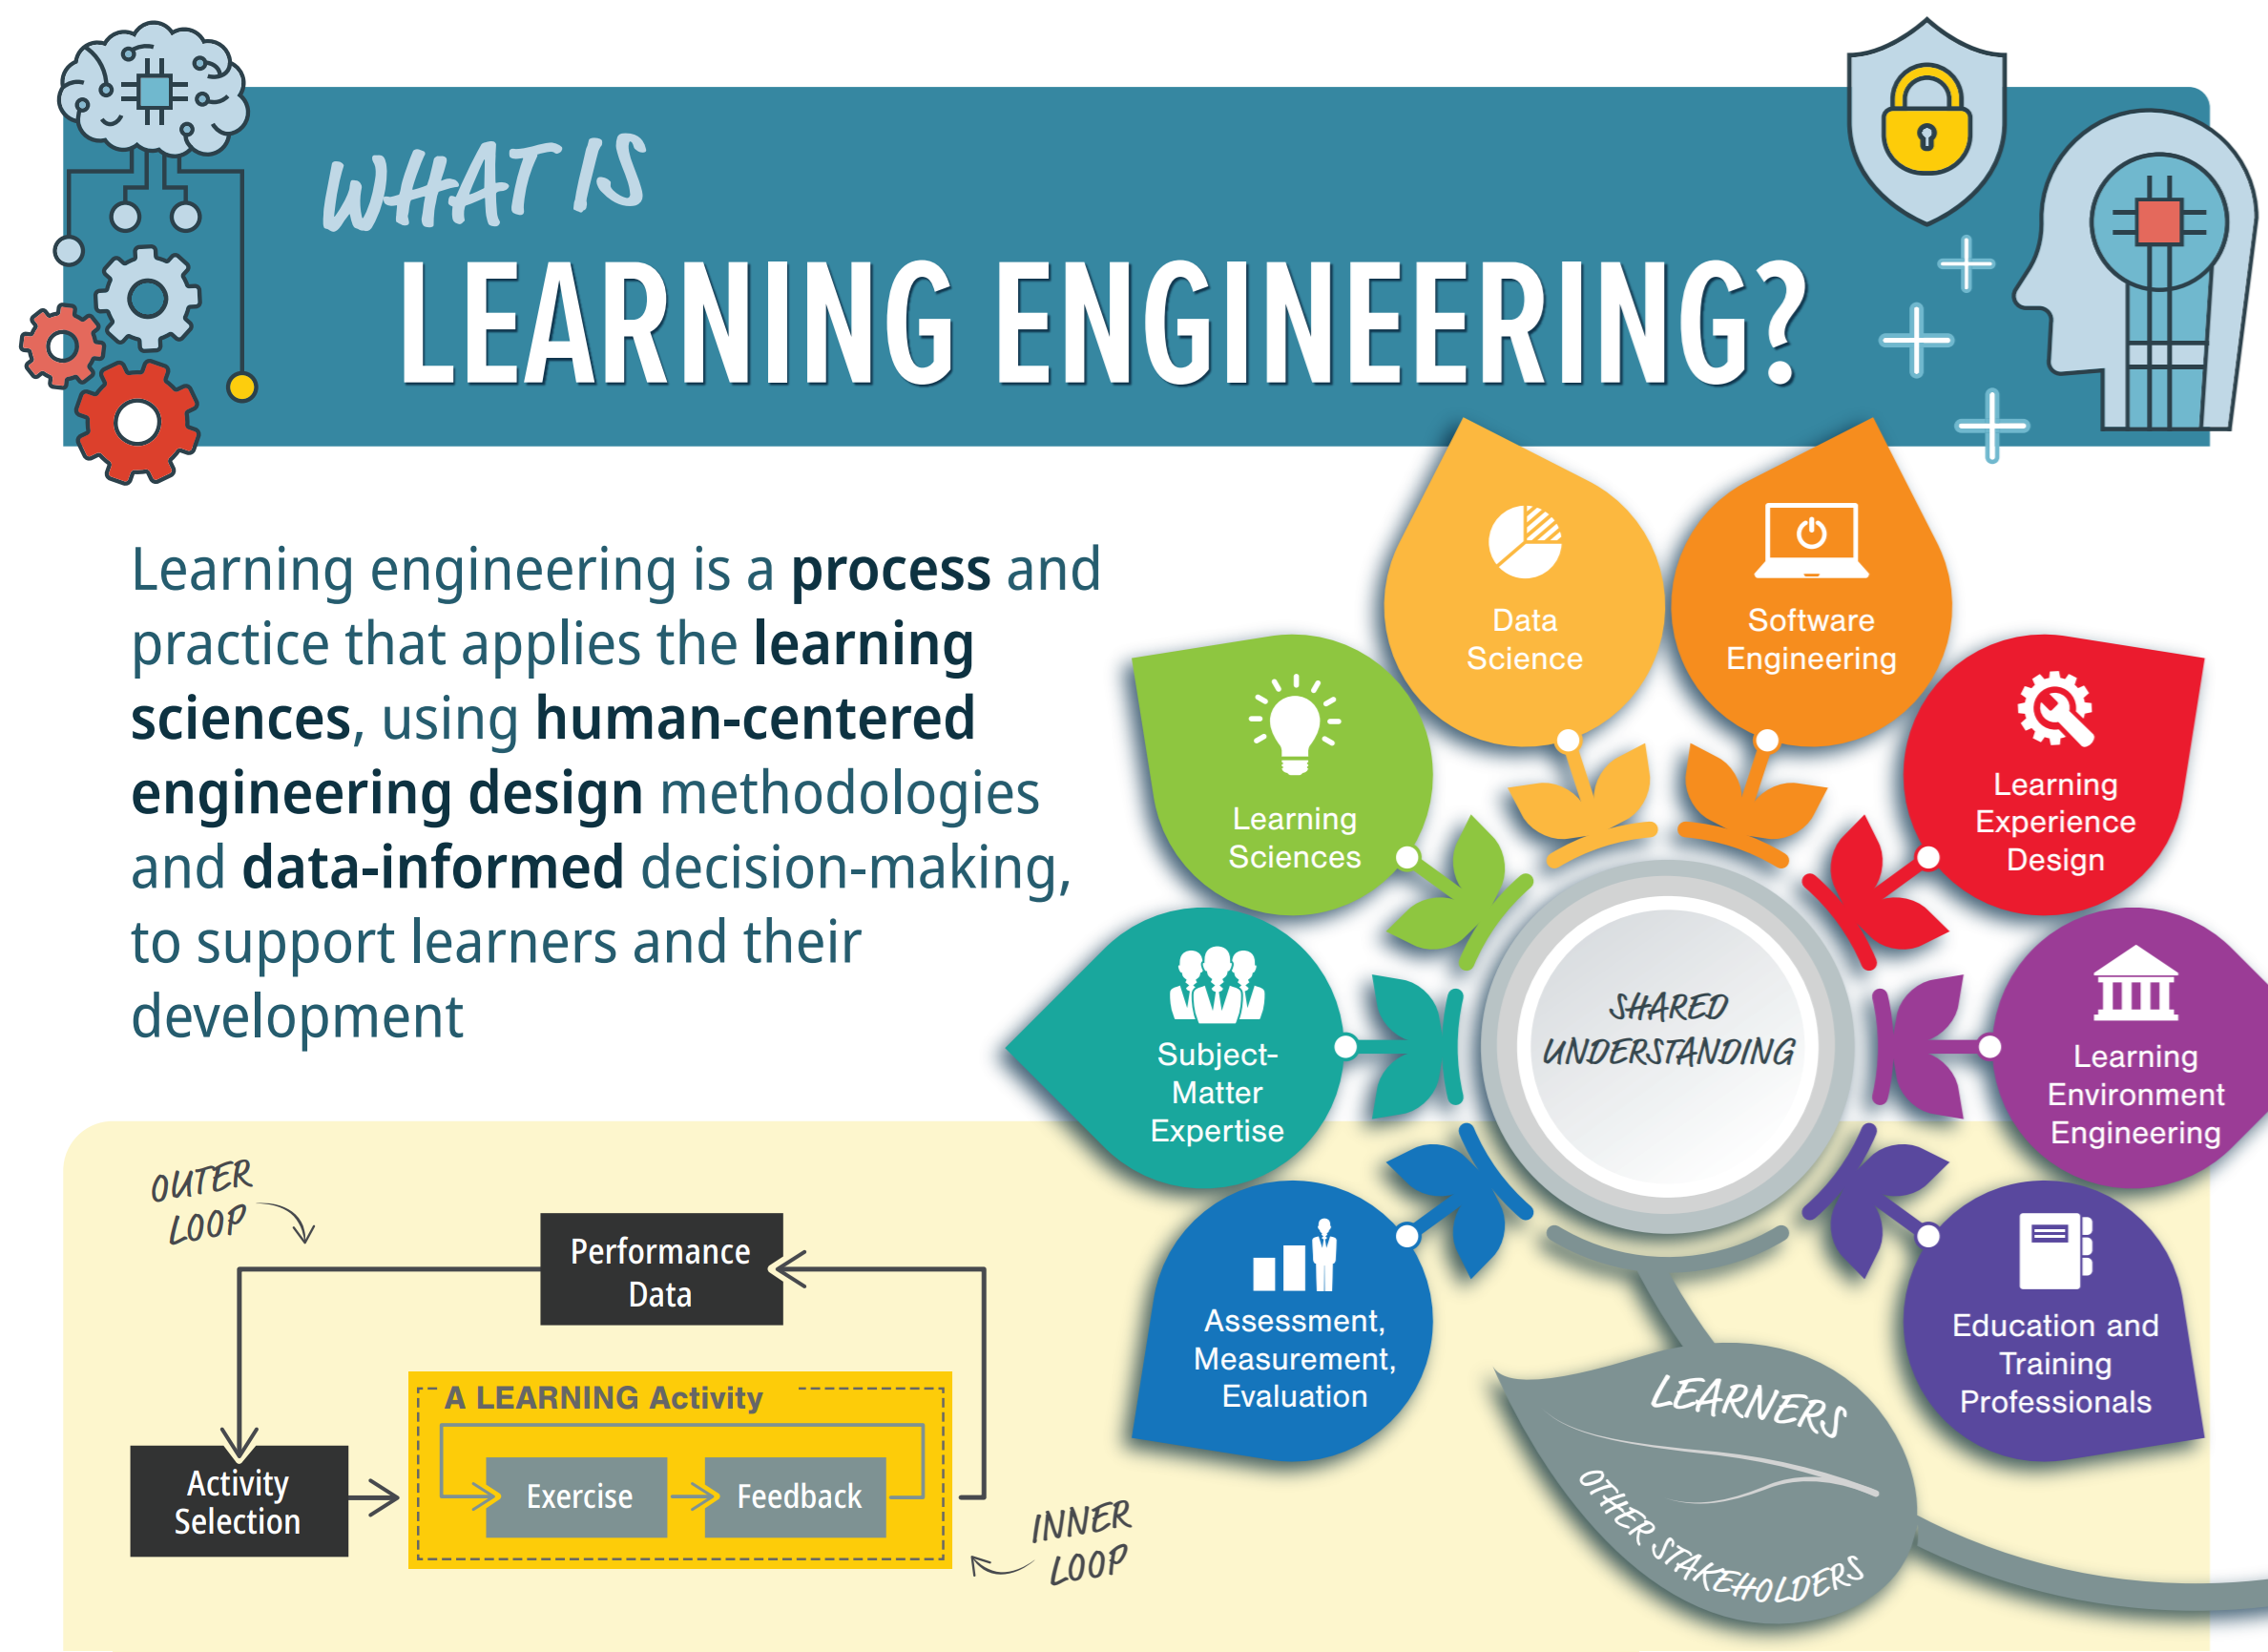 WHAT IS
LEARNING ENGINEERING?
Learning engineering is a process and
practice that applies the learning
sciences, using human-centered
engineering design methodologies
and data-informed decision-making,
to support learners and their
development
Data
Science
Software
Engineering
Learning
Sciences
Learning
Experience
Design
Subject-
Matter
Expertise
SHARED
UNDERSTANDING
Learning
Environment
Engineering
Assessment,
Measurement,
Evaluation
Education and
Training
Professionals
LEARNERS
OTHER STAKEHOLDERS
OUTER
LOOP
Performance
Data
A LEARNING Activity
Activity
Selection
Exercise
Feedback
INNER
LOOP